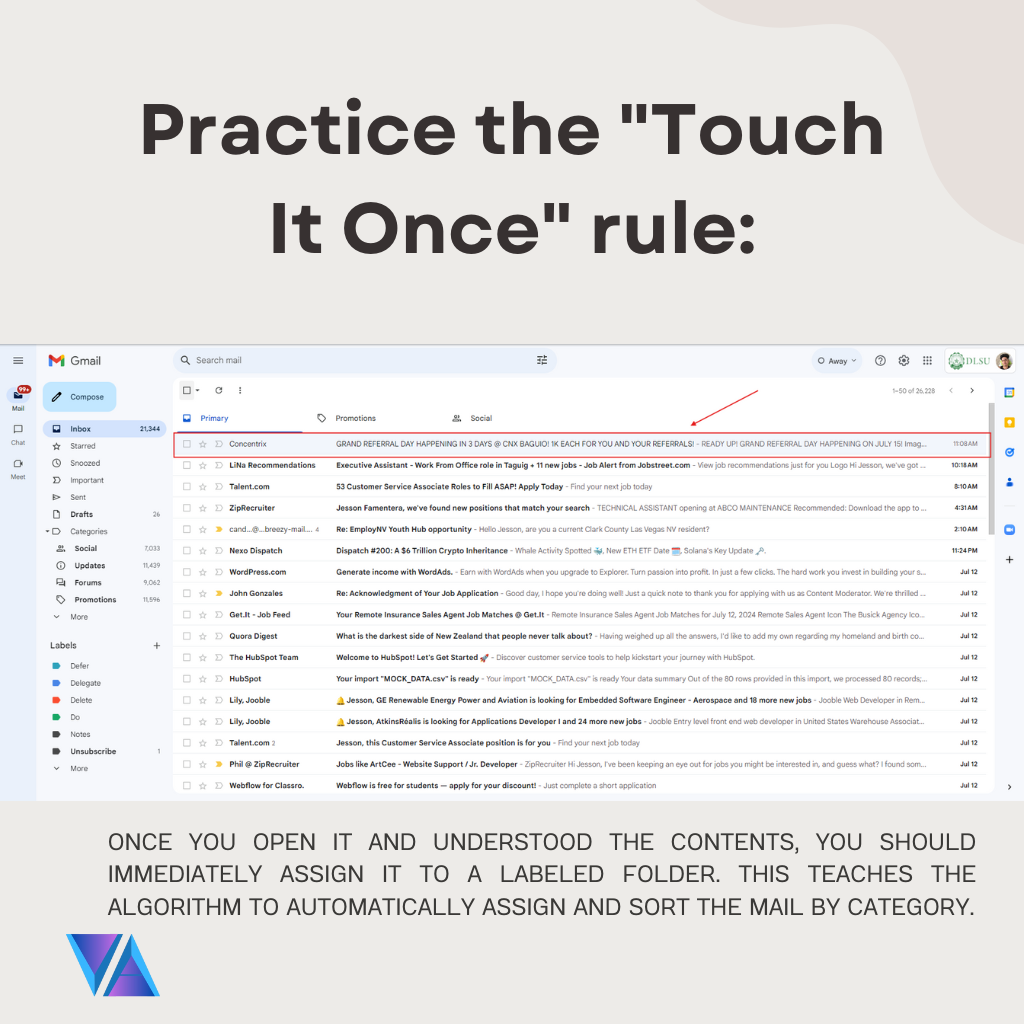 Practice the "Touch
It Once" rule:
Gmail
Search mail
Away
DLSU
99+
Mail
Chat
Meet
Compose
Inbox 21,344
Starred
Snoozed
Important
Sent
Drafts 26
Categories
Social 7,033
Updates 11,429
Forums 9,062
Promotions 11,596
More
Labels
Defer
Delegate
Delete
Do
Notes
Unsubscribe 1
More
1–50 of 26,228
Primary Promotions Social
Concentrix GRAND REFERRAL DAY HAPPENING IN 3 DAYS @ CNX BAGUIO! 1K EACH FOR YOU AND YOUR REFERRALS! - READY UP! GRAND REFERRAL DAY HAPPENING ON JULY 15! Imag... 11:08 AM
LiNa Recommendations Executive Assistant - Work From Office role in Taguig + 11 new jobs - Job Alert from Jobstreet.com - View job recommendations just for you Logo Hi Jesson, we've got ... 10:18 AM
Talent.com 53 Customer Service Associate Roles to Fill ASAP! Apply Today - Find your next job today 8:10 AM
ZipRecruiter Jesson Famentera, we've found new positions that match your search - TECHNICAL ASSISTANT opening at ABCO MAINTENANCE Recommended: Download the app to ... 4:31 AM
cand...@...breezy-mail.... 4 Re: EmployNV Youth Hub opportunity - Hello Jesson, are you a current Clark County Las Vegas NV resident? 2:10 AM
Nexo Dispatch Dispatch #200: A $6 Trillion Crypto Inheritance - Whale Activity Spotted 🐳, New ETH ETF Date 🗓️, Solana's Key Update 🔑. 11:24 PM
WordPress.com Generate income with WordAds. - Earn with WordAds when you upgrade to Explorer. Turn passion into profit. In just a few clicks. The hard work you invest in building your s... Jul 12
John Gonzales Re: Acknowledgment of Your Job Application - Good day, I hope you're doing well! Just a quick note to thank you for applying with us as Content Moderator. We're thrilled ... Jul 12
Get.It - Job Feed Your Remote Insurance Sales Agent Job Matches @ Get.It - Remote Insurance Sales Agent Job Matches for July 12, 2024 Remote Sales Agent Icon The Busick Agency Ico... Jul 12
Quora Digest What is the darkest side of New Zealand that people never talk about? - Having weighed up all the answers, I'd like to add my own regarding my homeland and birth co... Jul 12
The HubSpot Team Welcome to HubSpot! Let's Get Started 🚀 - Discover customer service tools to help kickstart your journey with HubSpot. Jul 12
HubSpot Your import "MOCK_DATA.csv" is ready - Your import "MOCK_DATA.csv" is ready Your data summary Out of the 80 rows provided in this import, we processed 80 records;... Jul 12
Lily, Jooble 🔔Jesson, GE Renewable Energy Power and Aviation is looking for Embedded Software Engineer - Aerospace and 18 more new jobs - Jooble Web Developer in Rem... Jul 12
Lily, Jooble 🔔Jesson, AtkinsRéalis is looking for Applications Developer I and 24 more new jobs - Jooble Entry level front end web developer in United States Warehouse Associat... Jul 12
Talent.com 2 Jesson, this Customer Service Associate position is for you - Find your next job today Jul 12
Phil @ ZipRecruiter Jobs like ArtCee - Website Support / Jr. Developer - ZipRecruiter Hi Jesson, I've been keeping an eye out for jobs you might be interested in, and guess what? I found som... Jul 12
Webflow for Classro. Webflow is free for students — apply for your discount! - Just complete a short application Jul 12
ONCE YOU OPEN IT AND UNDERSTOOD THE CONTENTS, YOU SHOULD
IMMEDIATELY ASSIGN IT TO A LABELED FOLDER. THIS TEACHES THE
ALGORITHM TO AUTOMATICALLY ASSIGN AND SORT THE MAIL BY CATEGORY.
VA